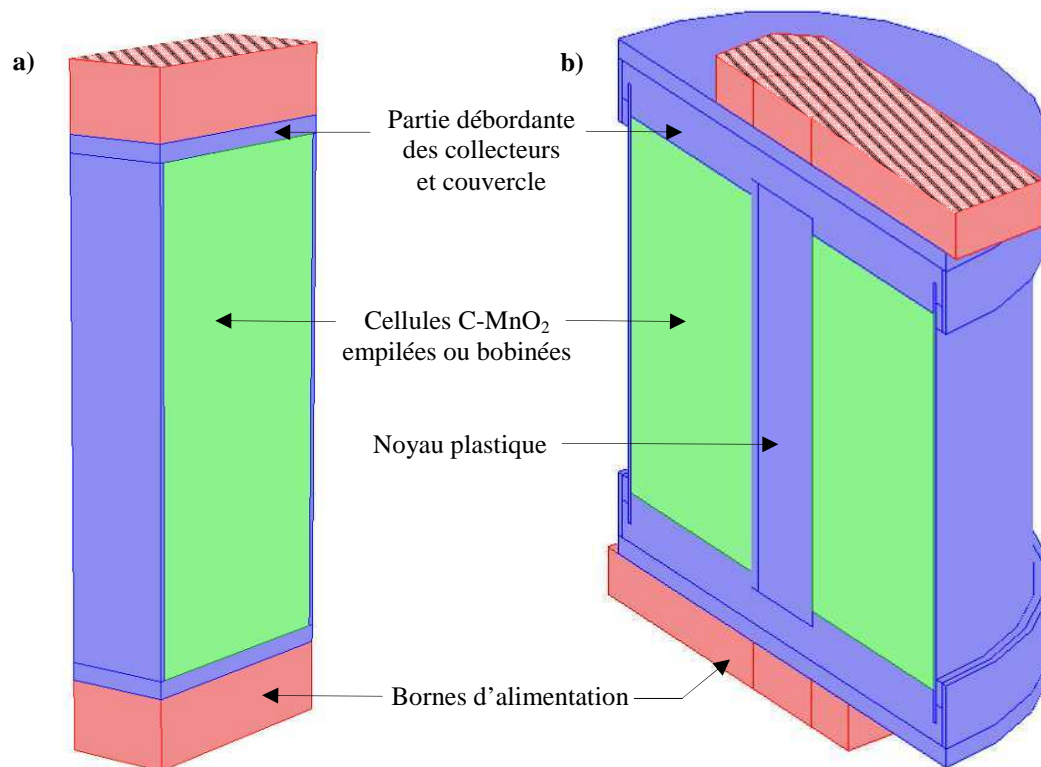 a)
b)
Partie débordante
des collecteurs
et couvercle
Cellules C-MnO₂
empilées ou bobinées
Noyau plastique
Bornes d'alimentation